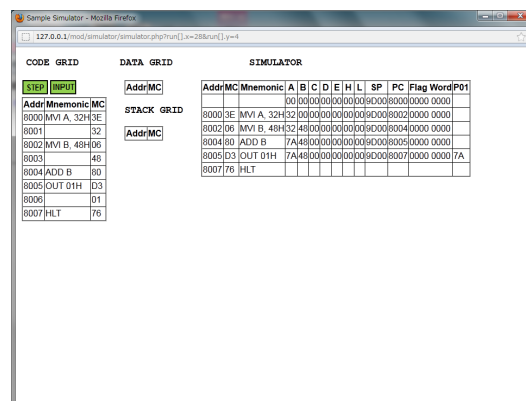 Sample Simulator - Mozilla Firefox
127.0.0.1/mod/simulator/simulator.php?run[].x=28&run[].y=4
CODE GRID DATA GRID SIMULATOR
STEP INPUT
Addr Mnemonic MC
8000 MVI A, 32H 3E
8001 32
8002 MVI B, 48H 06
8003 48
8004 ADD B 80
8005 OUT 01H D3
8006 01
8007 HLT 76
Addr MC
STACK GRID
Addr MC
Addr MC Mnemonic A B C D E H L SP PC Flag Word P01
00 00 00 00 00 00 00 9D00 8000 0000 0000
8000 3E MVI A, 32H 32 00 00 00 00 00 00 9D00 8002 0000 0000
8002 06 MVI B, 48H 32 48 00 00 00 00 00 9D00 8004 0000 0000
8004 80 ADD B 7A 48 00 00 00 00 00 9D00 8005 0000 0000
8005 D3 OUT 01H 7A 48 00 00 00 00 00 9D00 8007 0000 0000 7A
8007 76 HLT